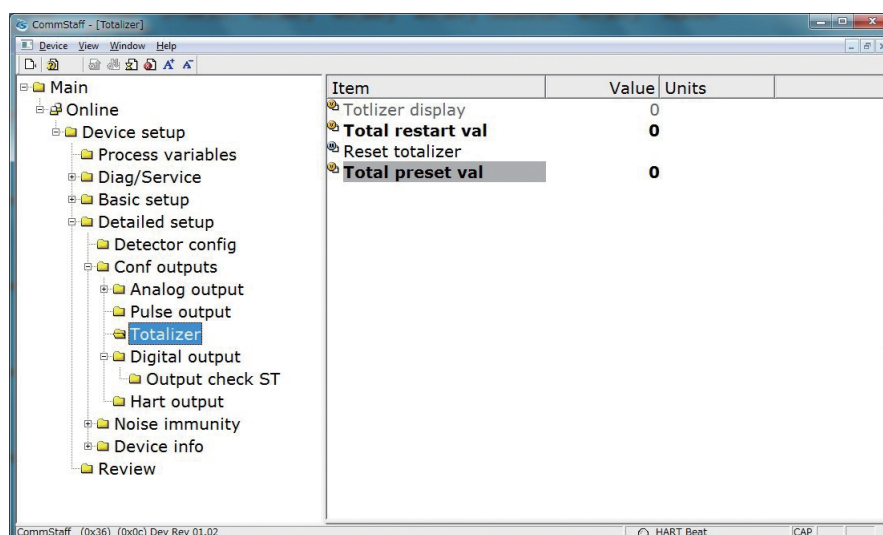 CommStaff - [Totalizer]
Device View Window Help
Main
Online
Device setup
Process variables
Diag/Service
Basic setup
Detailed setup
Detector config
Conf outputs
Analog output
Pulse output
Totalizer
Digital output
Output check ST
Hart output
Noise immunity
Device info
Review
Item Value Units
Totlizer display 0
Total restart val 0
Reset totalizer
Total preset val 0
CommStaff (0x36) (0x0c) Dev Rev 01.02 HART Beat CAP